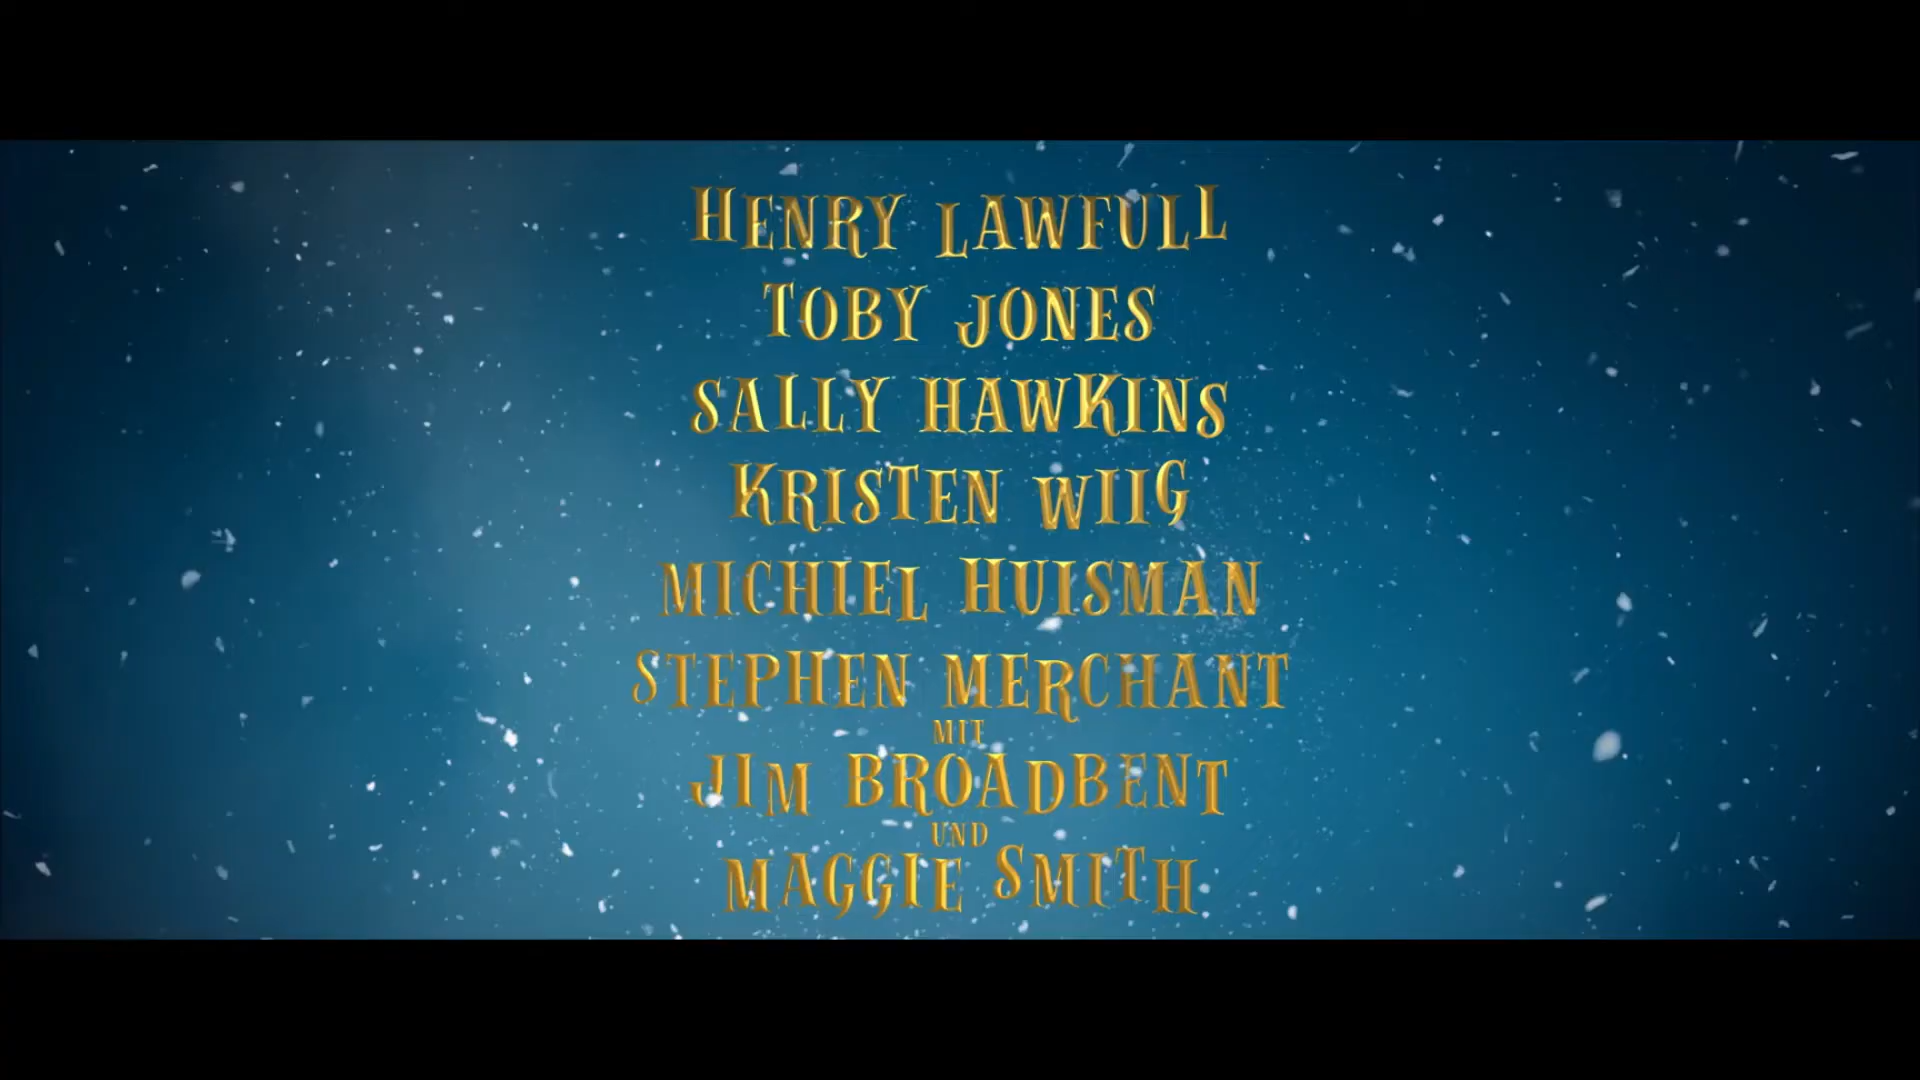 HENRY LAWFULL
TOBY JONES
SALLY HAWKINS
KRISTEN WIIG
MICHIEL HUISMAN
STEPHEN MERCHANT
MIT
JIM BROADBENT
UND
MAGGIE SMITH